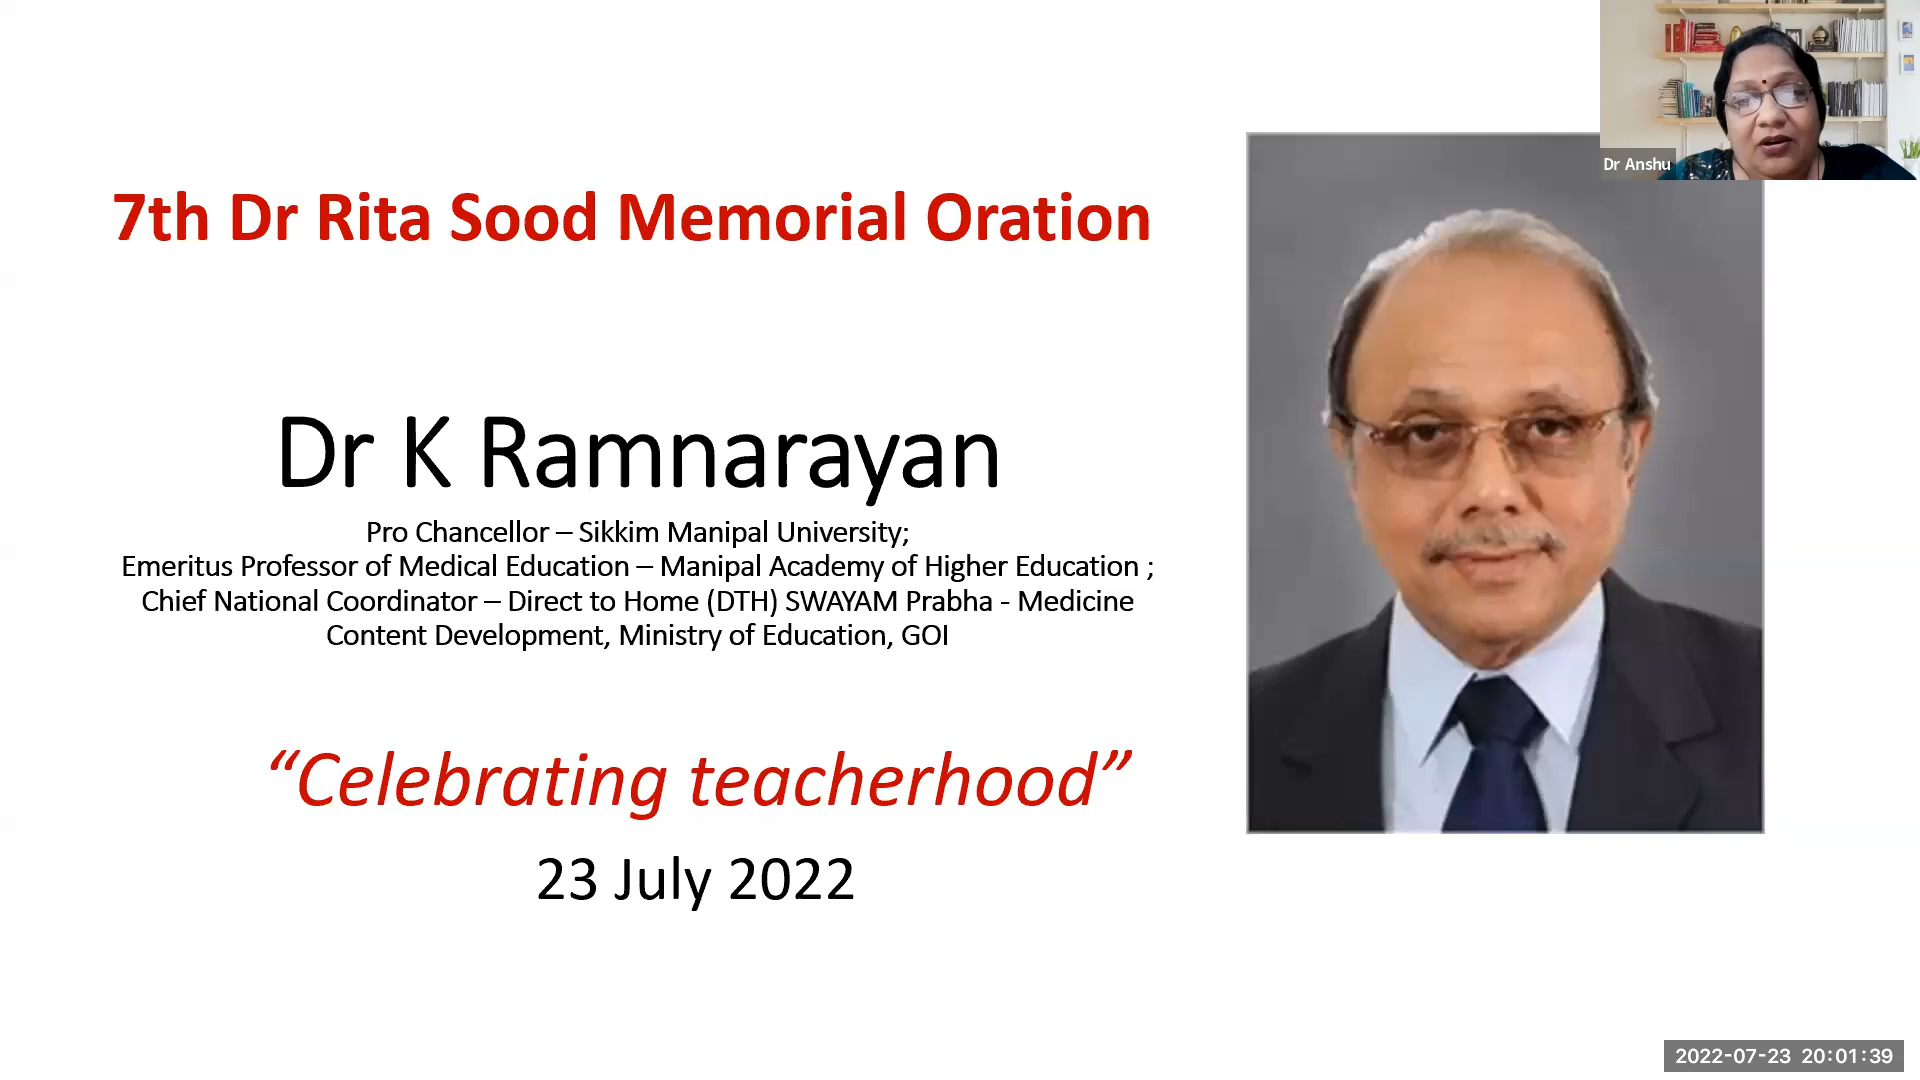 Dr Anshu
7th Dr Rita Sood Memorial Oration
Dr K Ramnarayan
Pro Chancellor – Sikkim Manipal University;
Emeritus Professor of Medical Education – Manipal Academy of Higher Education ;
Chief National Coordinator – Direct to Home (DTH) SWAYAM Prabha - Medicine
Content Development, Ministry of Education, GOI
“Celebrating teacherhood”
23 July 2022
2022-07-23 20:01:39